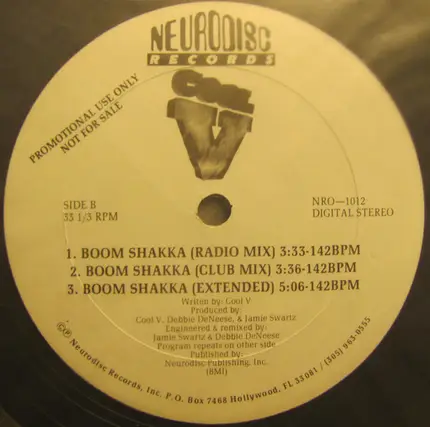 NEURODISC
RECORDS
COOL
V
PROMOTIONAL USE ONLY
NOT FOR SALE
SIDE B
33 1/3 RPM
NRO—1012
DIGITAL STEREO
1. BOOM SHAKKA (RADIO MIX) 3:33-142BPM
2. BOOM SHAKKA (CLUB MIX) 3:36-142BPM
3. BOOM SHAKKA (EXTENDED) 5:06-142BPM
Writen by: Cool V
Produced by:
Cool V, Debbie DeNeese, & Jamie Swartz
Engineered & remixed by:
Jamie Swartz & Debbie DeNeese
Program repeats on other side
Published by:
Neurodisc Publishing, Inc.
(BMI)
©℗ Neurodisc Records, Inc. P.O. Box 7468 Hollywood, FL 33081 / (305) 963-0555